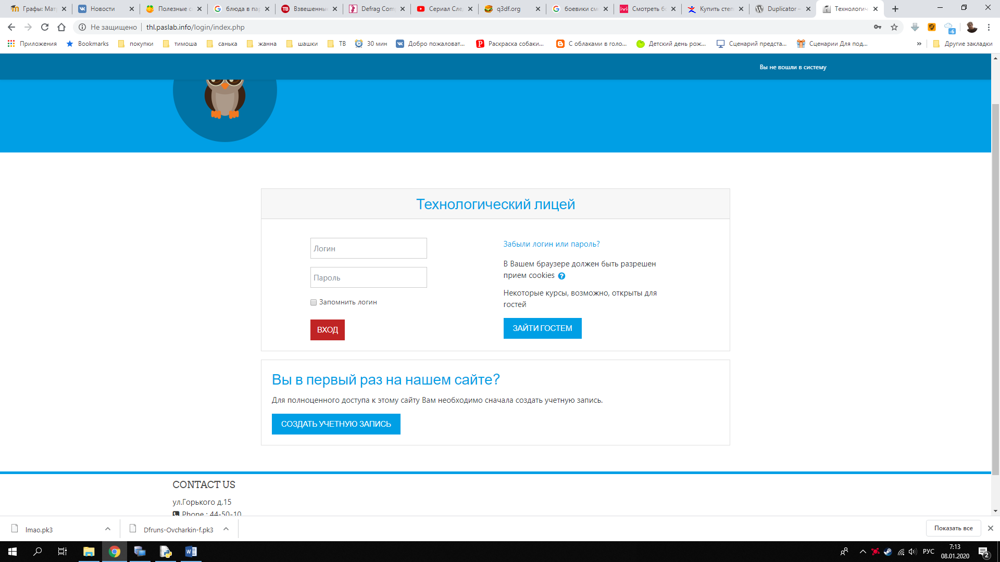 Графы: Мат
Новости
Полезные с
блюда в па
Взвешенны
Defrag Com
Сериал Сле
q3df.org
боевики см
Смотреть б
Купить степ
Duplicator –
Технологич
Не защищено
thl.paslab.info/login/index.php
-6
Приложения
Bookmarks
покупки
тимоша
санька
жанна
шашки
ТВ
30 мин
Добро пожаловат...
Раскраска собаки...
С облаками в голо...
Детский день рож...
Сценарий предста...
Сценарии Для под...
»
Другие закладки
Вы не вошли в систему
Технологический лицей
Логин
Пароль
Запомнить логин
ВХОД
Забыли логин или пароль?
В Вашем браузере должен быть разрешен
прием cookies
Некоторые курсы, возможно, открыты для
гостей
ЗАЙТИ ГОСТЕМ
Вы в первый раз на нашем сайте?
Для полноценного доступа к этому сайту Вам необходимо сначала создать учетную запись.
СОЗДАТЬ УЧЕТНУЮ ЗАПИСЬ
CONTACT US
ул.Горького д.15
Phone : 44-50-10
lmao.pk3
Dfruns-Ovcharkin-f.pk3
Показать все
РУС
7:13
08.01.2020
2